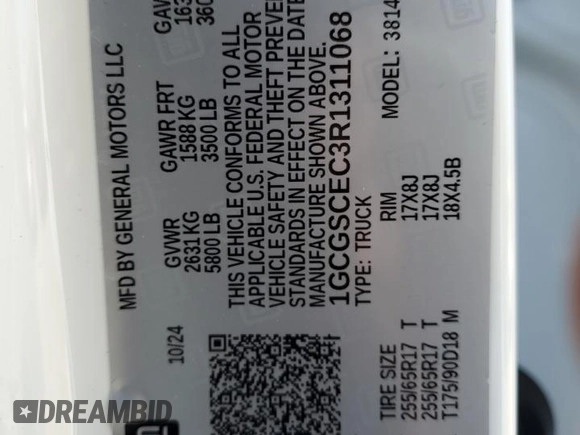 MFD BY GENERAL MOTORS LLC
10/24
GVWR
2631 KG
5800 LB
GAWR FRT
1588 KG
3500 LB
THIS VEHICLE CONFORMS TO ALL
APPLICABLE U.S. FEDERAL MOTOR
VEHICLE SAFETY AND THEFT
STANDARDS IN EFFECT ON THE DATE
MANUFACTURE SHOWN ABOVE.
1GCGSCEC3R1311068
TYPE: TRUCK
MODEL:
TIRE SIZE RIM
255/65R17 T 17X8J
255/65R17 T 17X8J
T175/90D18 M 18X4.5B
DREAMBID